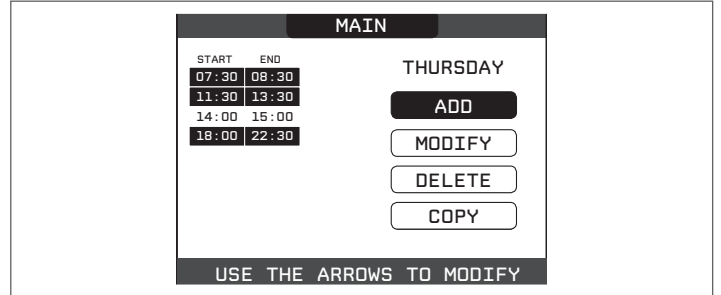 MAIN
START END
07:30 08:30
11:30 13:30
14:00 15:00
18:00 22:30
THURSDAY
ADD
MODIFY
DELETE
COPY
USE THE ARROWS TO MODIFY